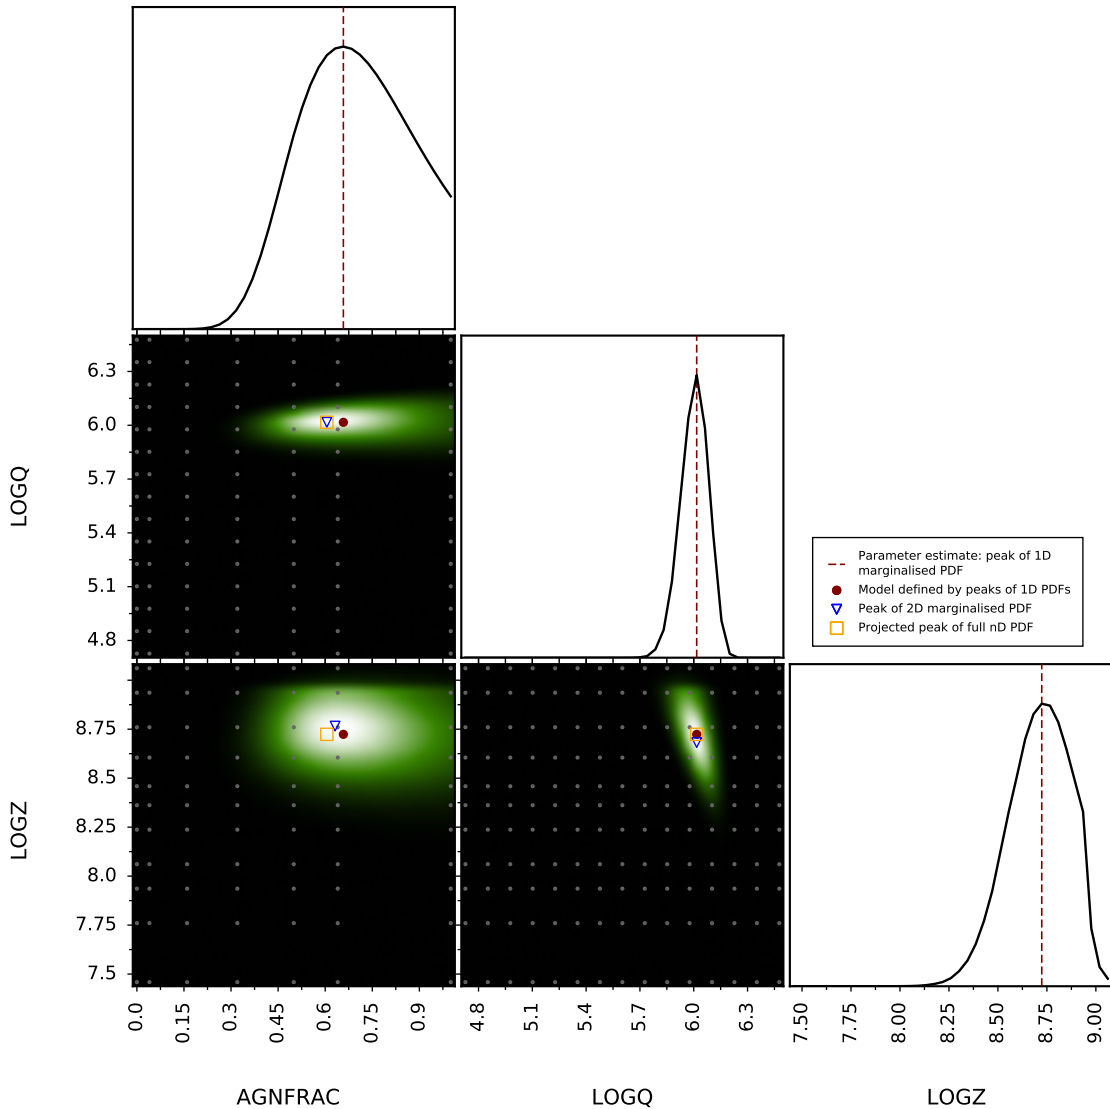 6.3
6.0
5.7
5.4
5.1
4.8
LOGQ
Parameter estimate: peak of 1D
marginalised PDF
Model defined by peaks of 1D PDFs
Peak of 2D marginalised PDF
Projected peak of full nD PDF
8.75
8.5
8.25
8.0
7.75
7.5
LOGZ
0.0 0.15 0.3 0.45 0.6 0.75 0.9
4.8 5.1 5.4 5.7 6.0 6.3
7.50 7.75 8.00 8.25 8.50 8.75 9.00
AGNFRAC
LOGQ
LOGZ